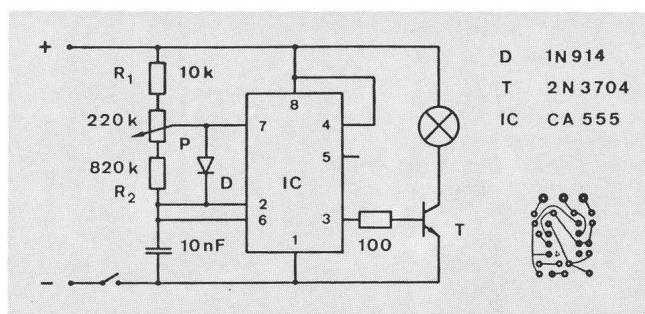 +
R1 10k
220k
P
820k
R2
D
10nF
−
8
7
4
5
IC
2
6
3
1
100
T
D 1N914
T 2N3704
IC CA 555